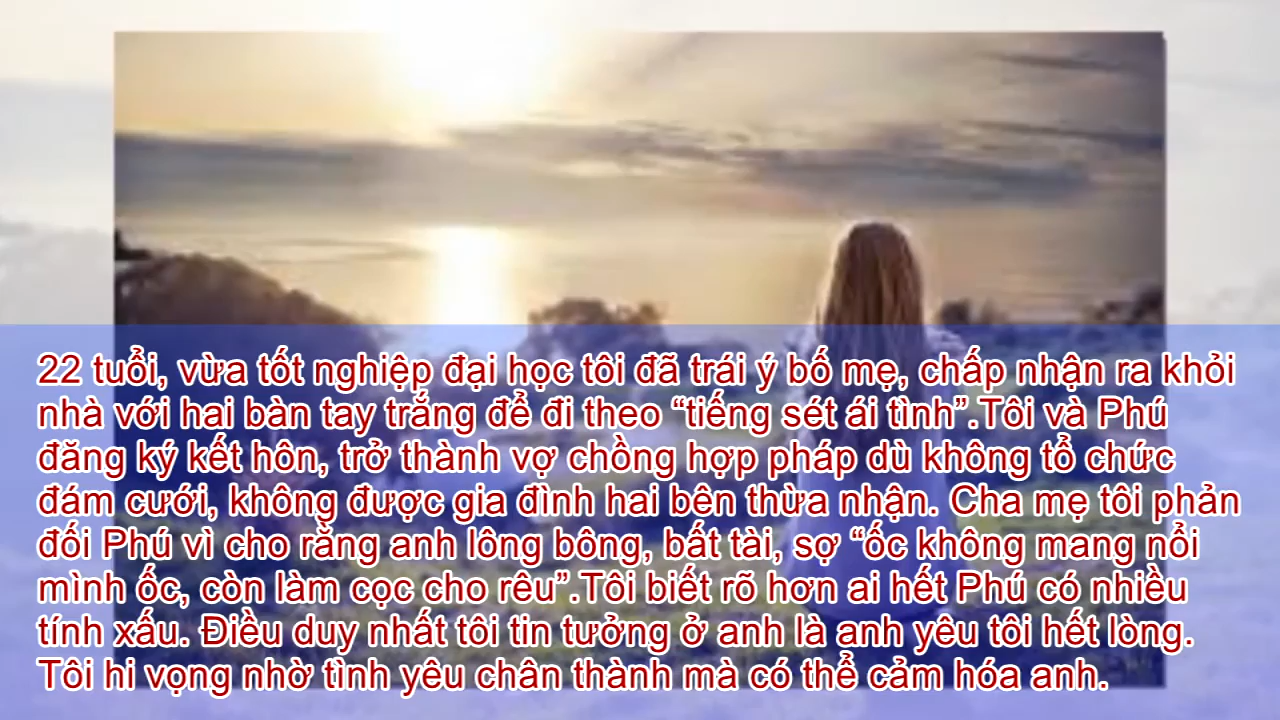 22 tuổi, vừa tốt nghiệp đại học tôi đã trái ý bố mẹ, chấp nhận ra khỏi
nhà với hai bàn tay trắng để đi theo “tiếng sét ái tình”.Tôi và Phú
đăng ký kết hôn, trở thành vợ chồng hợp pháp dù không tổ chức
đám cưới, không được gia đình hai bên thừa nhận. Cha mẹ tôi phản
đối Phú vì cho rằng anh lông bông, bất tài, sợ “ốc không mang nổi
mình ốc, còn làm cọc cho rêu”.Tôi biết rõ hơn ai hết Phú có nhiều
tính xấu. Điều duy nhất tôi tin tưởng ở anh là anh yêu tôi hết lòng.
Tôi hi vọng nhờ tình yêu chân thành mà có thể cảm hóa anh.